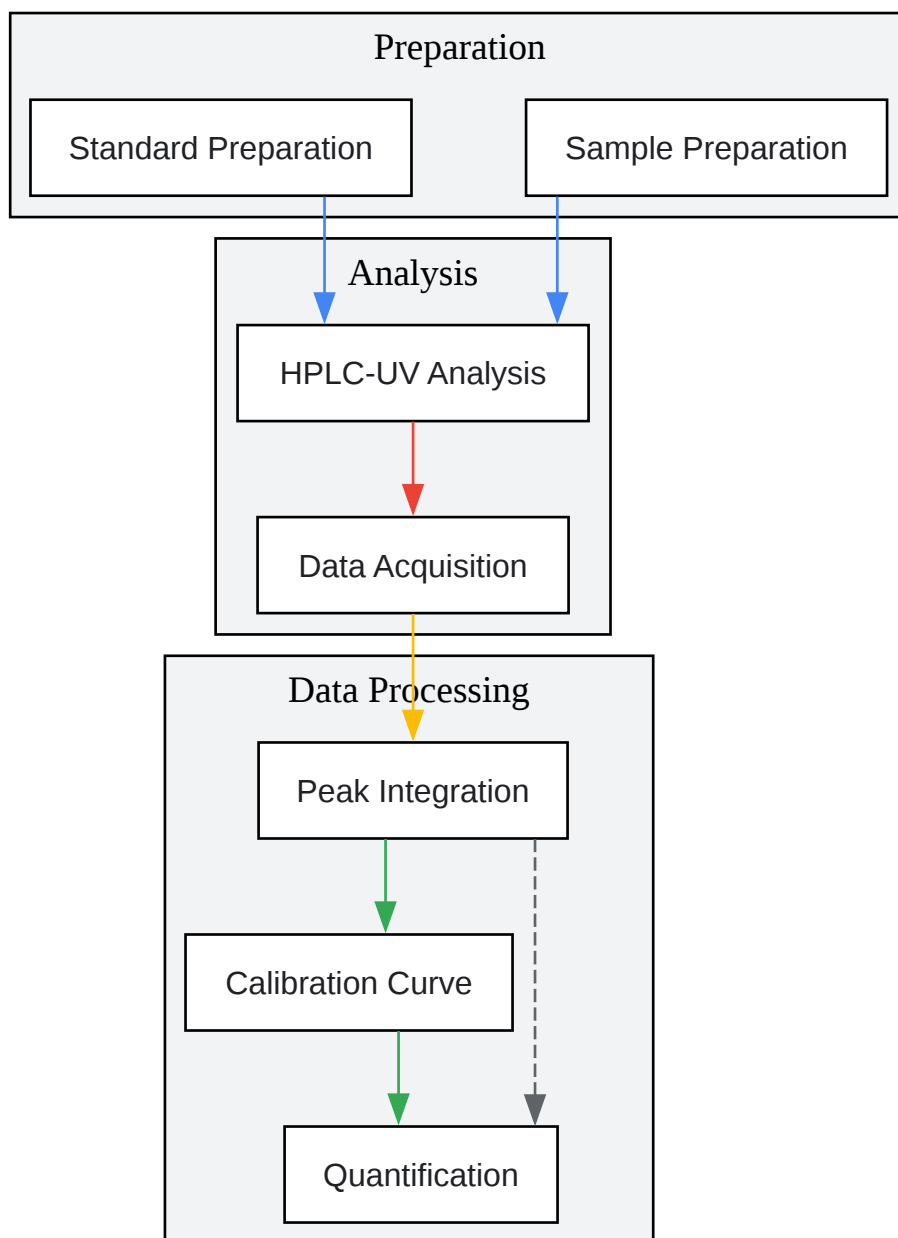 Preparation
Standard Preparation
Sample Preparation
Analysis
HPLC-UV Analysis
Data Acquisition
Data Processing
Peak Integration
Calibration Curve
Quantification